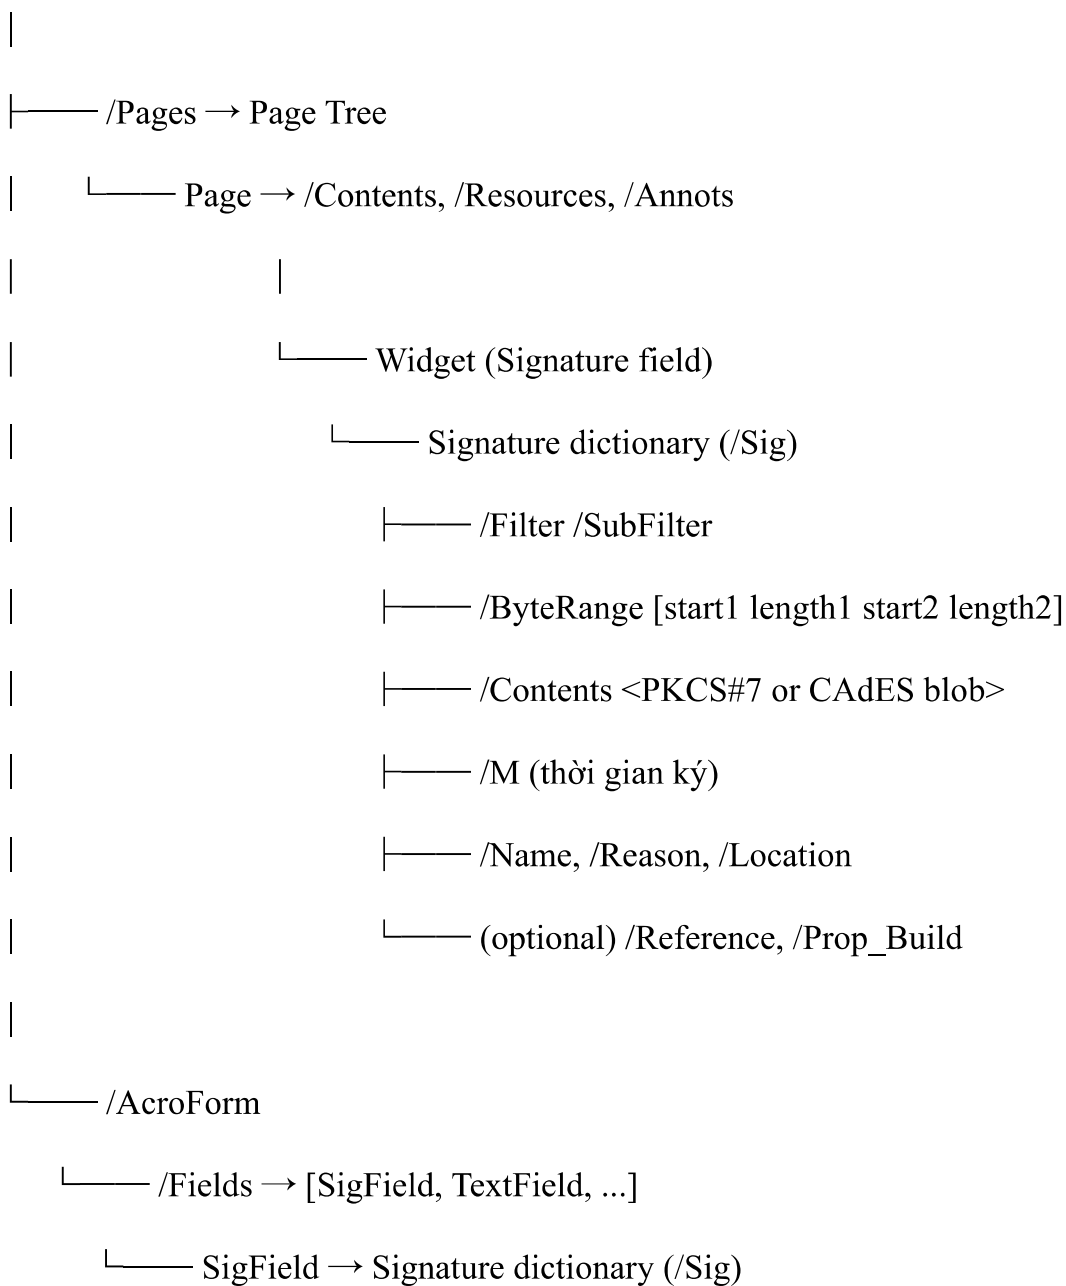 /Pages → Page Tree
Page → /Contents, /Resources, /Annots
Widget (Signature field)
Signature dictionary (/Sig)
/Filter /SubFilter
/ByteRange [start1 length1 start2 length2]
/Contents <PKCS#7 or CAdES blob>
/M (thời gian ký)
/Name, /Reason, /Location
(optional) /Reference, /Prop_Build
/AcroForm
/Fields → [SigField, TextField, ...]
SigField → Signature dictionary (/Sig)